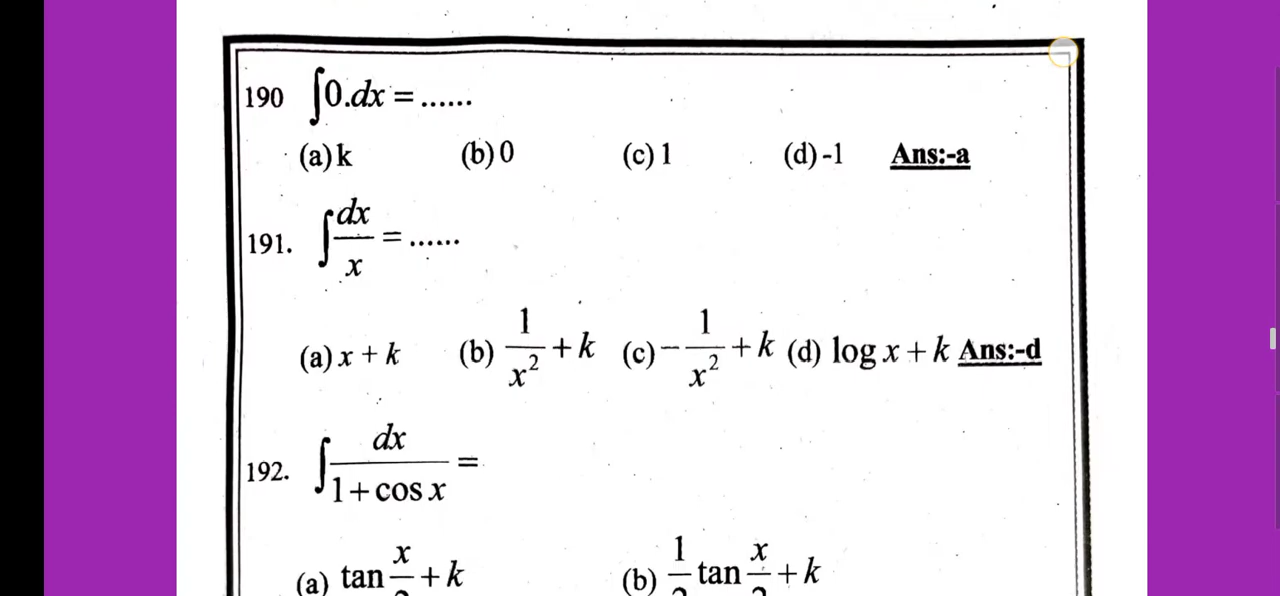 190 ∫0.dx = ......
(a) k (b) 0 (c) 1 (d) -1 Ans:-a
191. ∫dx/x = ......
(a) x + k (b) 1/x² + k (c) -1/x² + k (d) log x + k Ans:-d
192. ∫dx/(1 + cos x) =
(a) tan x/2 + k (b) 1/2 tan x/2 + k